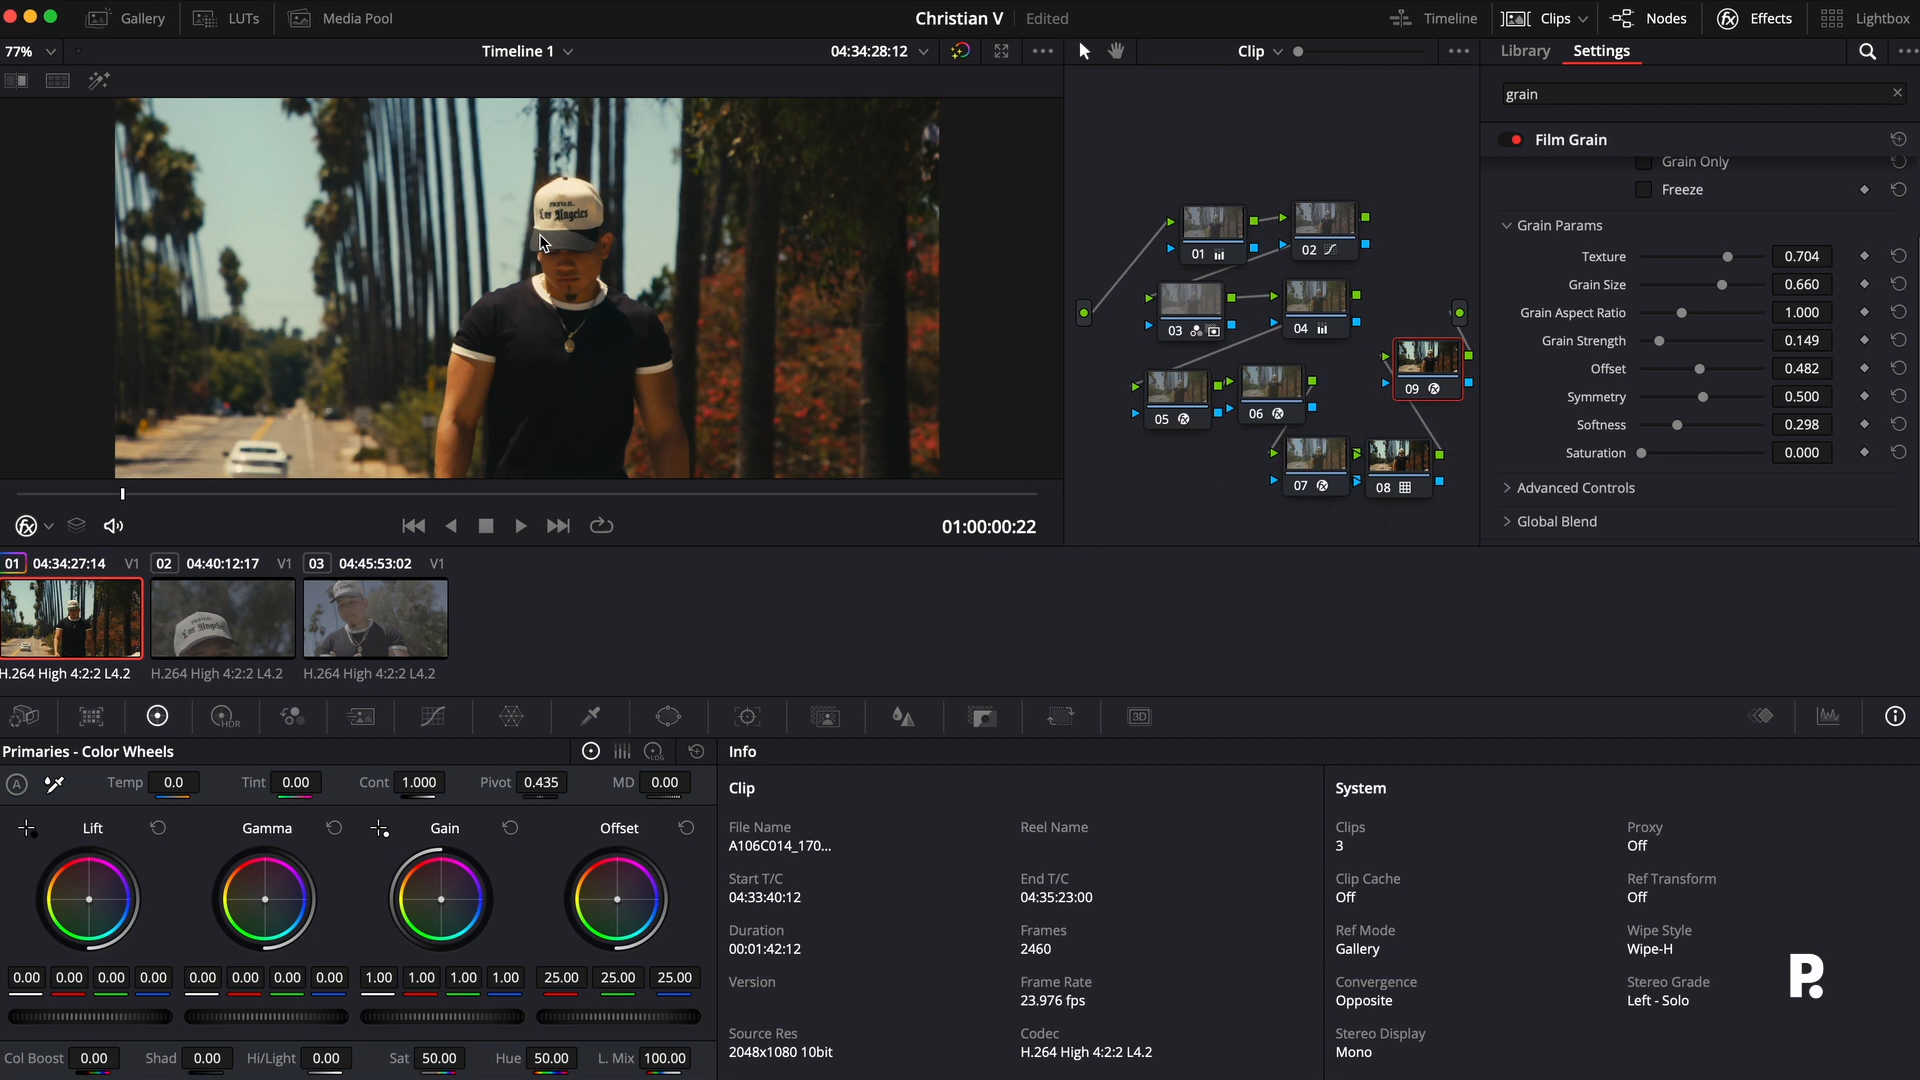 Gallery
LUTs
Media Pool
Christian V
Edited
Timeline
Clips
Nodes
Effects
Lightbox
77%
Timeline 1
04:34:28:12
Clip
Library
Settings
grain
Film Grain
Grain Only
Freeze
Grain Params
Texture 0.704
Grain Size 0.660
Grain Aspect Ratio 1.000
Grain Strength 0.149
Offset 0.482
Symmetry 0.500
Softness 0.298
Saturation 0.000
Advanced Controls
Global Blend
Los Angeles
01
02
03
04
05
06
07
08
09
01:00:00:22
01 04:34:27:14 V1
02 04:40:12:17 V1
03 04:45:53:02 V1
Los Angeles
H.264 High 4:2:2 L4.2
H.264 High 4:2:2 L4.2
H.264 High 4:2:2 L4.2
HDR
3D
Primaries - Color Wheels
LOG
A
Temp 0.0
Tint 0.00
Cont 1.000
Pivot 0.435
MD 0.00
Lift
Gamma
Gain
Offset
0.00 0.00 0.00 0.00
0.00 0.00 0.00 0.00
1.00 1.00 1.00 1.00
25.00 25.00 25.00
Col Boost 0.00
Shad 0.00
Hi/Light 0.00
Sat 50.00
Hue 50.00
L. Mix 100.00
Info
Clip
File Name
A106C014_170...
Reel Name
Start T/C
04:33:40:12
End T/C
04:35:23:00
Duration
00:01:42:12
Frames
2460
Version
Frame Rate
23.976 fps
Source Res
2048x1080 10bit
Codec
H.264 High 4:2:2 L4.2
System
Clips
3
Proxy
Off
Clip Cache
Off
Ref Transform
Off
Ref Mode
Gallery
Wipe Style
Wipe-H
Convergence
Opposite
Stereo Grade
Left - Solo
Stereo Display
Mono
P.